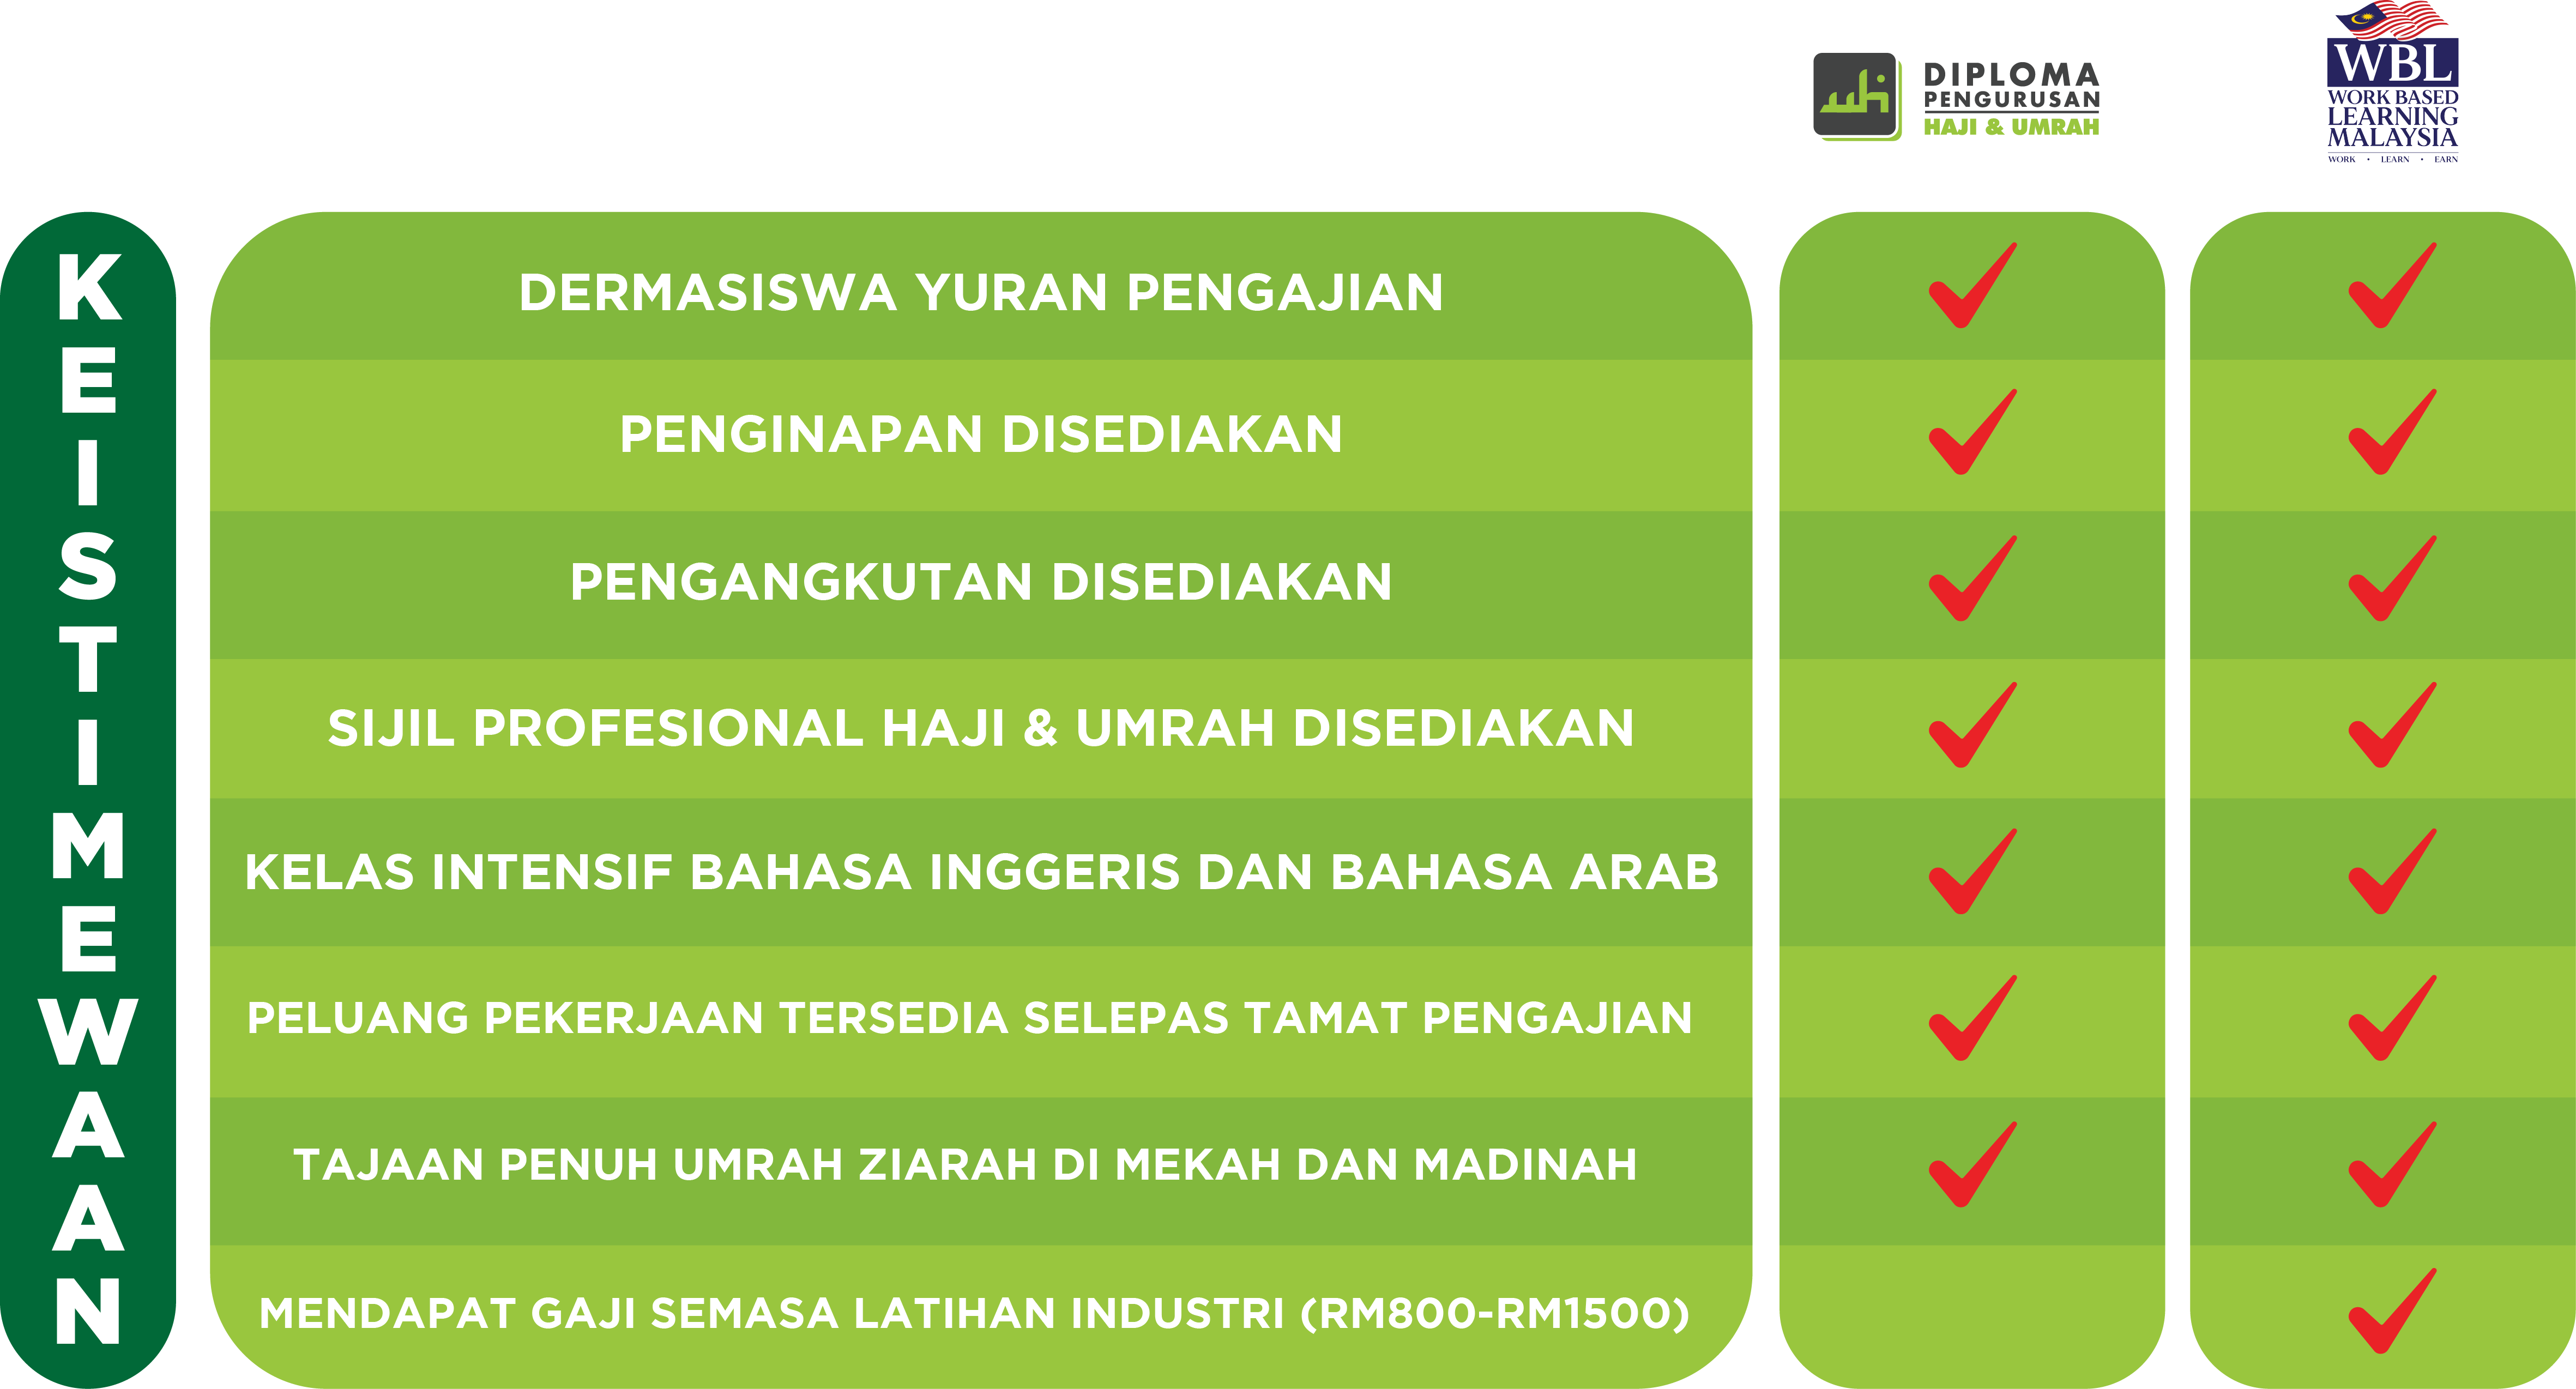 DIPLOMA
PENGURUSAN
HAJI & UMRAH
WBL
WORK BASED
LEARNING
MALAYSIA
WORK • LEARN • EARN
KEISTIMEWAAN
DERMASISWA YURAN PENGAJIAN
PENGINAPAN DISEDIAKAN
PENGANGKUTAN DISEDIAKAN
SIJIL PROFESIONAL HAJI & UMRAH DISEDIAKAN
KELAS INTENSIF BAHASA INGGERIS DAN BAHASA ARAB
PELUANG PEKERJAAN TERSEDIA SELEPAS TAMAT PENGAJIAN
TAJAAN PENUH UMRAH ZIARAH DI MEKAH DAN MADINAH
MENDAPAT GAJI SEMASA LATIHAN INDUSTRI (RM800-RM1500)